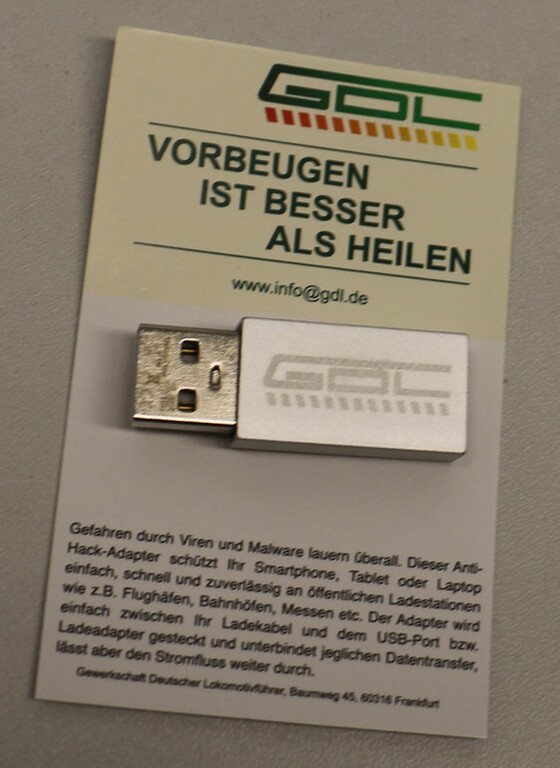 GDL
VORBEUGEN
IST BESSER
ALS HEILEN
www.info@gdl.de
GDL
Gefahren durch Viren und Malware lauern überall. Dieser Anti-
Hack-Adapter schützt Ihr Smartphone, Tablet oder Laptop
einfach, schnell und zuverlässig an öffentlichen Ladestationen
wie z.B. Flughäfen, Bahnhöfen, Messen etc. Der Adapter wird
einfach zwischen Ihr Ladekabel und dem USB-Port bzw.
Ladeadapter gesteckt und unterbindet jeglichen Datentransfer,
lässt aber den Stromfluss weiter durch.
Gewerkschaft Deutscher Lokomotivführer, Baumweg 45, 60316 Frankfurt